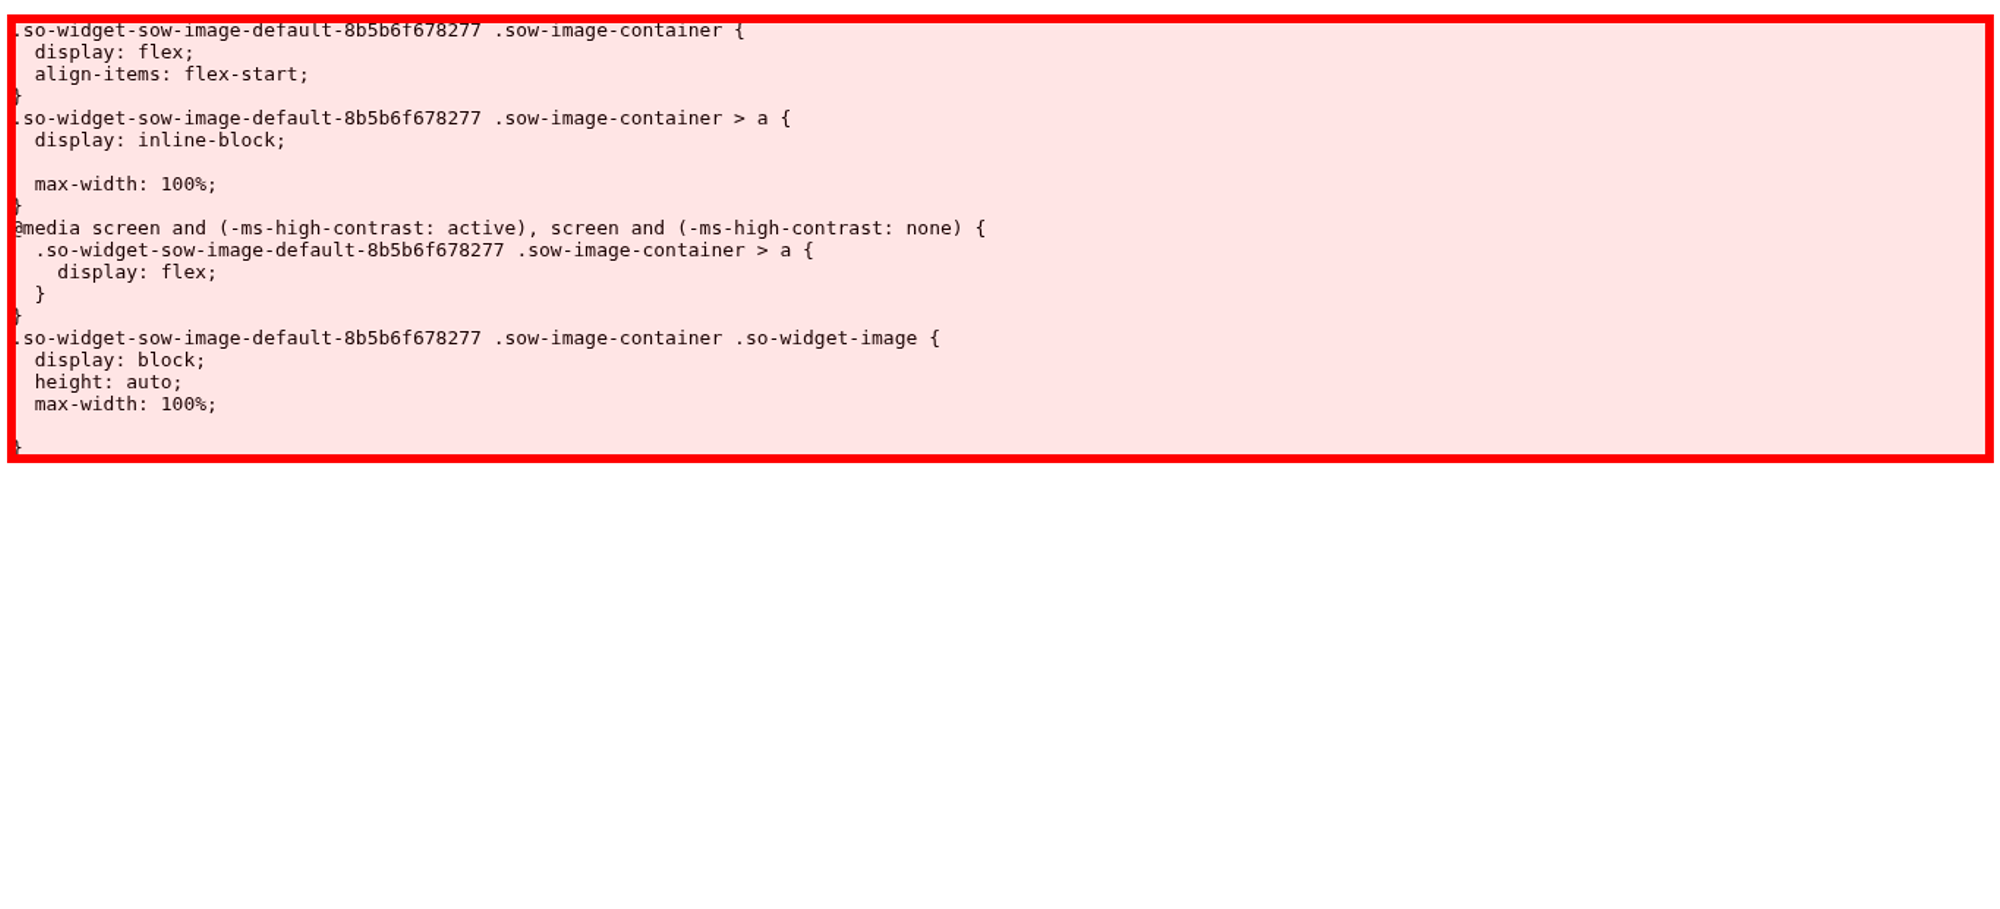 .so-widget-sow-image-default-8b5b6f678277 .sow-image-container {
  display: flex;
  align-items: flex-start;
}
.so-widget-sow-image-default-8b5b6f678277 .sow-image-container > a {
  display: inline-block;

  max-width: 100%;
}
@media screen and (-ms-high-contrast: active), screen and (-ms-high-contrast: none) {
  .so-widget-sow-image-default-8b5b6f678277 .sow-image-container > a {
    display: flex;
  }
}
.so-widget-sow-image-default-8b5b6f678277 .sow-image-container .so-widget-image {
  display: block;
  height: auto;
  max-width: 100%;

}